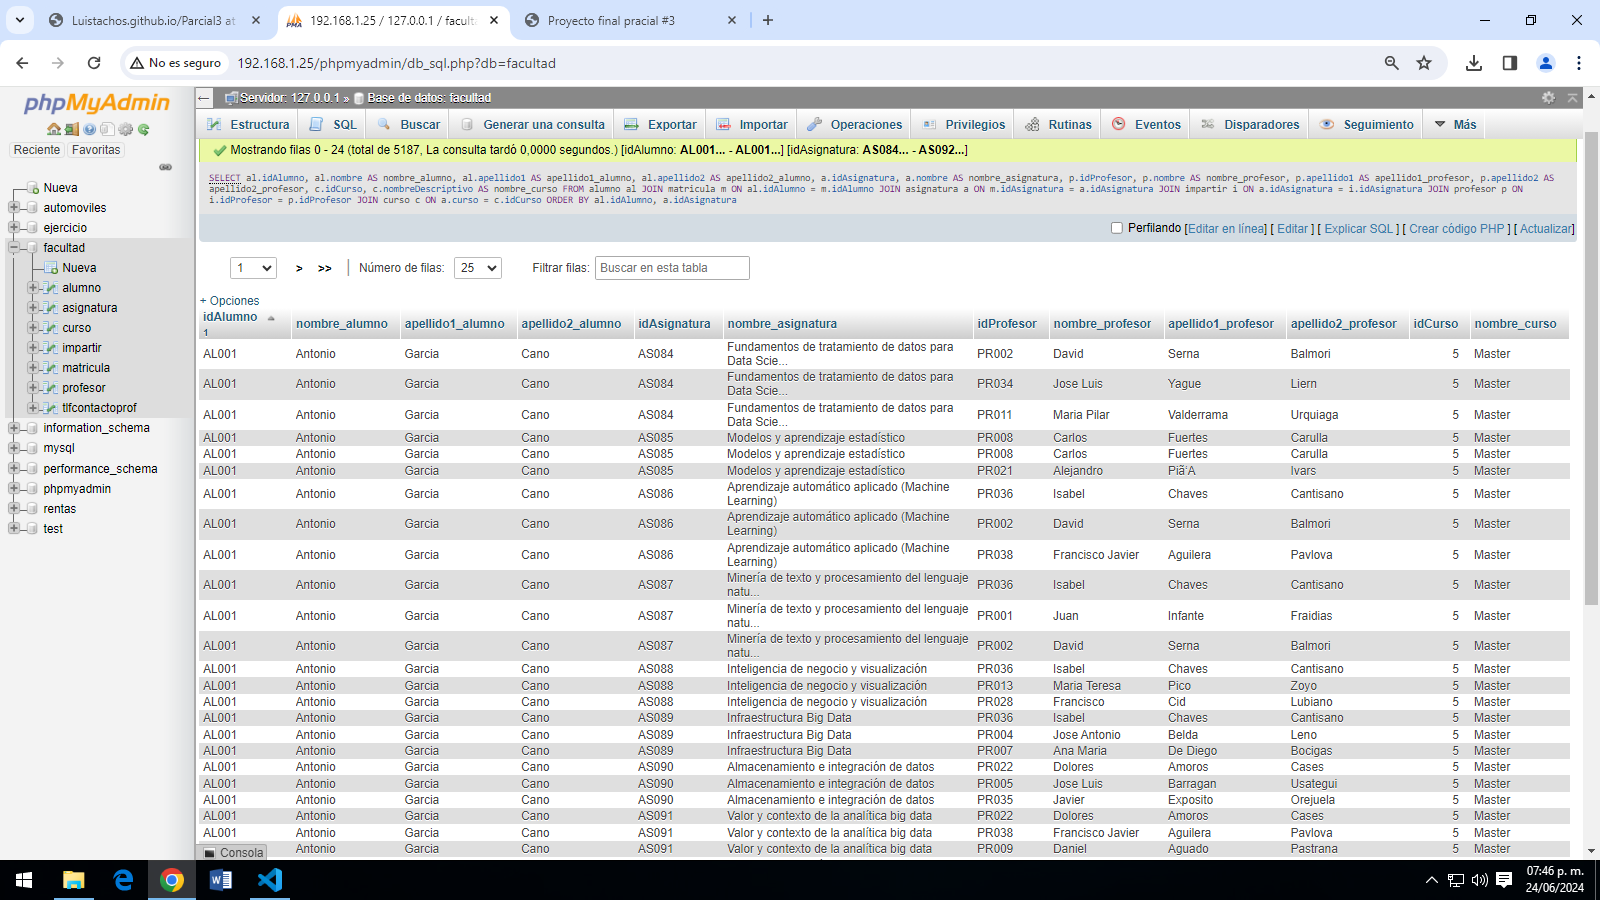 Luistachos.github.io/Parcial3 at
192.168.1.25 / 127.0.0.1 / faculta
Proyecto final pracial #3
No es seguro
192.168.1.25/phpmyadmin/db_sql.php?db=facultad
phpMyAdmin
Reciente Favoritas
Nueva
automoviles
ejercicio
facultad
Nueva
alumno
asignatura
curso
impartir
matricula
profesor
tlfcontactoprof
information_schema
mysql
performance_schema
phpmyadmin
rentas
test
Servidor: 127.0.0.1 » Base de datos: facultad
Estructura SQL Buscar Generar una consulta Exportar Importar Operaciones Privilegios Rutinas Eventos Disparadores Seguimiento Más
Mostrando filas 0 - 24 (total de 5187, La consulta tardó 0,0000 segundos.) [idAlumno: AL001... - AL001...] [idAsignatura: AS084... - AS092...]
SELECT al.idAlumno, al.nombre AS nombre_alumno, al.apellido1 AS apellido1_alumno, al.apellido2 AS apellido2_alumno, a.idAsignatura, a.nombre AS nombre_asignatura, p.idProfesor, p.nombre AS nombre_profesor, p.apellido1 AS apellido1_profesor, p.apellido2 AS
apellido2_profesor, c.idCurso, c.nombreDescriptivo AS nombre_curso FROM alumno al JOIN matricula m ON al.idAlumno = m.idAlumno JOIN asignatura a ON m.idAsignatura = a.idAsignatura JOIN impartir i ON a.idAsignatura = i.idAsignatura JOIN profesor p ON
i.idProfesor = p.idProfesor JOIN curso c ON a.curso = c.idCurso ORDER BY al.idAlumno, a.idAsignatura
Perfilando [Editar en línea] [ Editar ] [ Explicar SQL ] [ Crear código PHP ] [ Actualizar]
1 > >> | Número de filas: 25 Filtrar filas: Buscar en esta tabla
+ Opciones
idAlumno 1 nombre_alumno apellido1_alumno apellido2_alumno idAsignatura nombre_asignatura idProfesor nombre_profesor apellido1_profesor apellido2_profesor idCurso nombre_curso
AL001 Antonio Garcia Cano AS084 Fundamentos de tratamiento de datos para Data Scie... PR002 David Serna Balmori 5 Master
AL001 Antonio Garcia Cano AS084 Fundamentos de tratamiento de datos para Data Scie... PR034 Jose Luis Yague Liern 5 Master
AL001 Antonio Garcia Cano AS084 Fundamentos de tratamiento de datos para Data Scie... PR011 Maria Pilar Valderrama Urquiaga 5 Master
AL001 Antonio Garcia Cano AS085 Modelos y aprendizaje estadístico PR008 Carlos Fuertes Carulla 5 Master
AL001 Antonio Garcia Cano AS085 Modelos y aprendizaje estadístico PR008 Carlos Fuertes Carulla 5 Master
AL001 Antonio Garcia Cano AS085 Modelos y aprendizaje estadístico PR021 Alejandro Piã‘A Ivars 5 Master
AL001 Antonio Garcia Cano AS086 Aprendizaje automático aplicado (Machine Learning) PR036 Isabel Chaves Cantisano 5 Master
AL001 Antonio Garcia Cano AS086 Aprendizaje automático aplicado (Machine Learning) PR002 David Serna Balmori 5 Master
AL001 Antonio Garcia Cano AS086 Aprendizaje automático aplicado (Machine Learning) PR038 Francisco Javier Aguilera Pavlova 5 Master
AL001 Antonio Garcia Cano AS087 Minería de texto y procesamiento del lenguaje natu... PR036 Isabel Chaves Cantisano 5 Master
AL001 Antonio Garcia Cano AS087 Minería de texto y procesamiento del lenguaje natu... PR001 Juan Infante Fraidias 5 Master
AL001 Antonio Garcia Cano AS087 Minería de texto y procesamiento del lenguaje natu... PR002 David Serna Balmori 5 Master
AL001 Antonio Garcia Cano AS088 Inteligencia de negocio y visualización PR036 Isabel Chaves Cantisano 5 Master
AL001 Antonio Garcia Cano AS088 Inteligencia de negocio y visualización PR013 Maria Teresa Pico Zoyo 5 Master
AL001 Antonio Garcia Cano AS088 Inteligencia de negocio y visualización PR028 Francisco Cid Lubiano 5 Master
AL001 Antonio Garcia Cano AS089 Infraestructura Big Data PR036 Isabel Chaves Cantisano 5 Master
AL001 Antonio Garcia Cano AS089 Infraestructura Big Data PR004 Jose Antonio Belda Leno 5 Master
AL001 Antonio Garcia Cano AS089 Infraestructura Big Data PR007 Ana Maria De Diego Bocigas 5 Master
AL001 Antonio Garcia Cano AS090 Almacenamiento e integración de datos PR022 Dolores Amoros Cases 5 Master
AL001 Antonio Garcia Cano AS090 Almacenamiento e integración de datos PR005 Jose Luis Barragan Usategui 5 Master
AL001 Antonio Garcia Cano AS090 Almacenamiento e integración de datos PR035 Javier Exposito Orejuela 5 Master
AL001 Antonio Garcia Cano AS091 Valor y contexto de la analítica big data PR022 Dolores Amoros Cases 5 Master
AL001 Antonio Garcia Cano AS091 Valor y contexto de la analítica big data PR038 Francisco Javier Aguilera Pavlova 5 Master
Antonio Garcia Cano AS091 Valor y contexto de la analítica big data PR009 Daniel Aguado Pastrana 5 Master
Consola
07:46 p. m.
24/06/2024